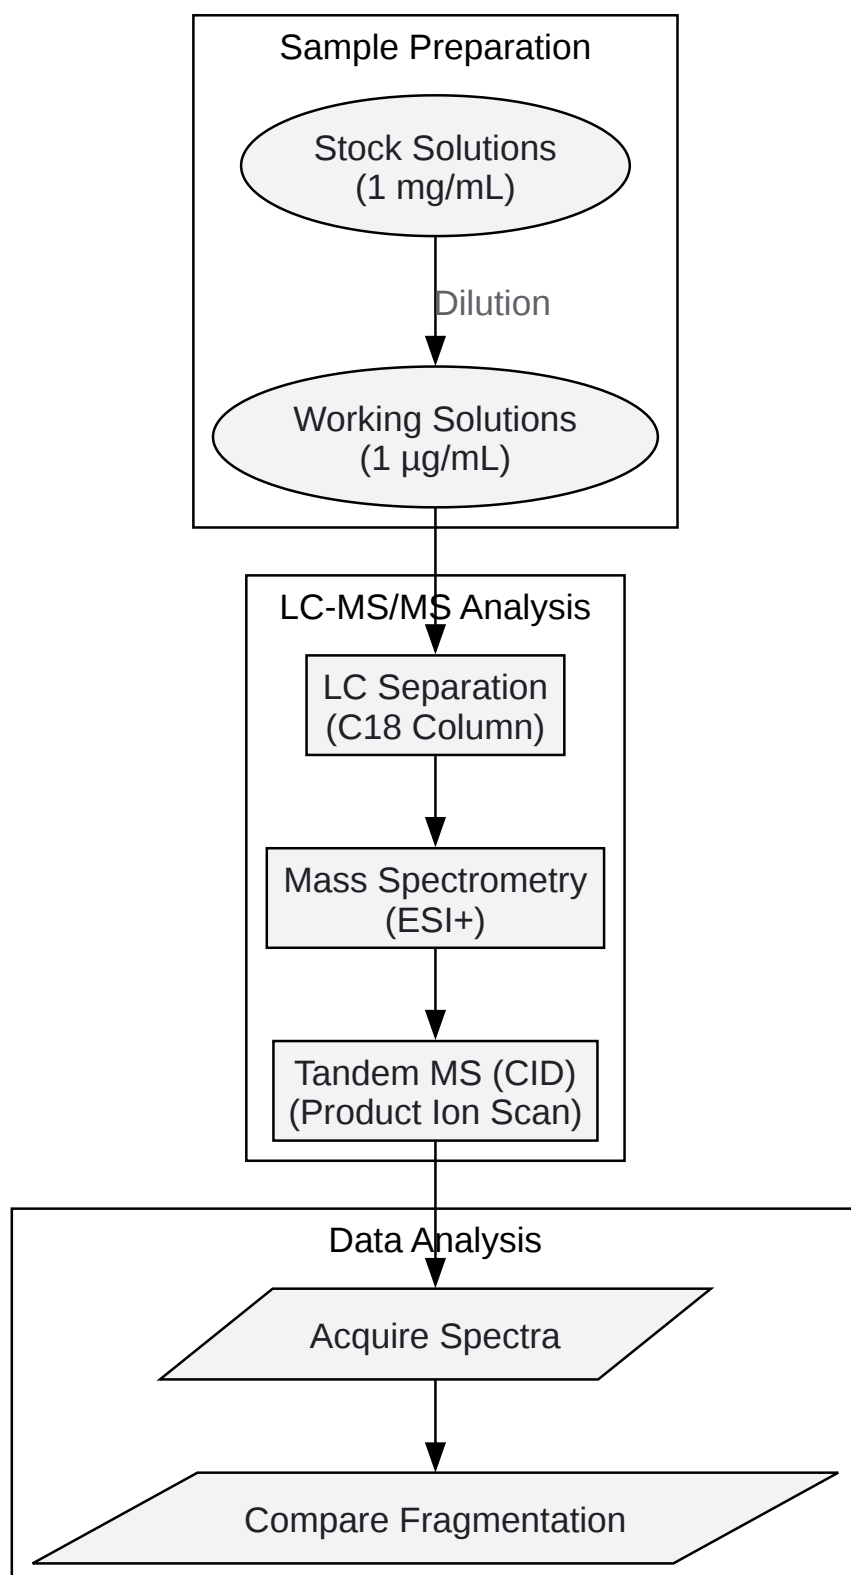 Sample Preparation
Stock Solutions
(1 mg/mL)
Dilution
Working Solutions
(1 µg/mL)
LC-MS/MS Analysis
LC Separation
(C18 Column)
Mass Spectrometry
(ESI+)
Tandem MS (CID)
(Product Ion Scan)
Data Analysis
Acquire Spectra
Compare Fragmentation